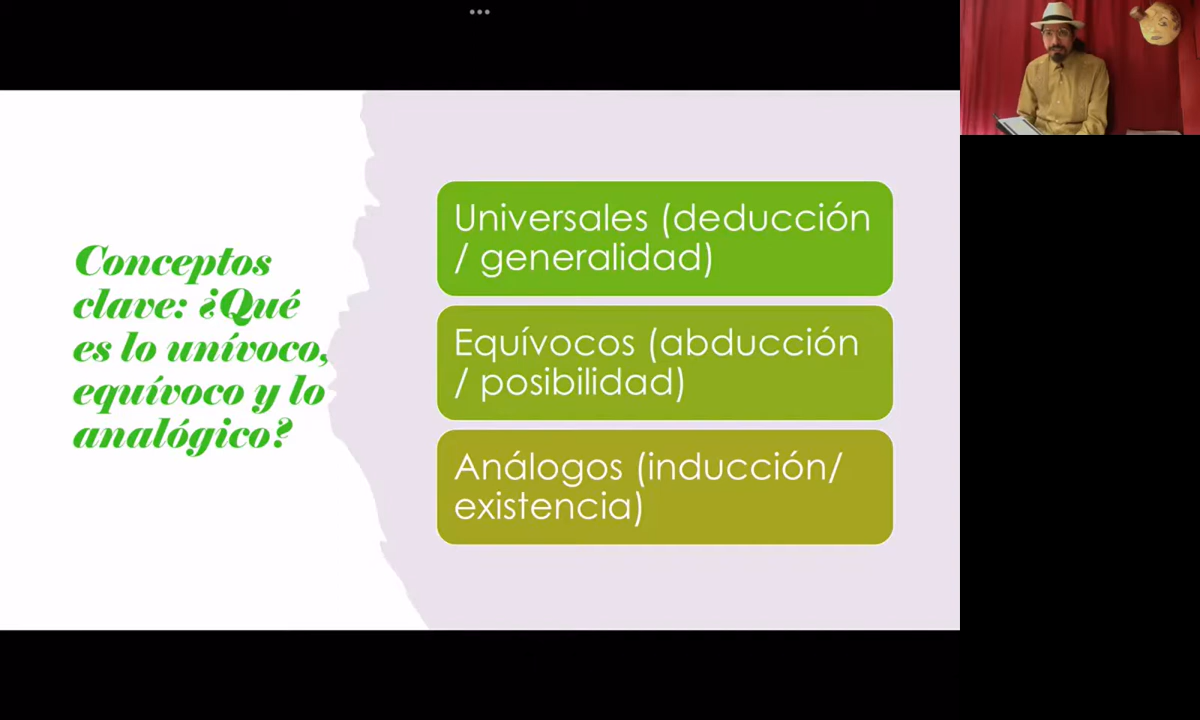 Conceptos
clave: ¿Qué
es lo unívoco,
equívoco y lo
analógico?
Universales (deducción
/ generalidad)
Equívocos (abducción
/ posibilidad)
Análogos (inducción/
existencia)